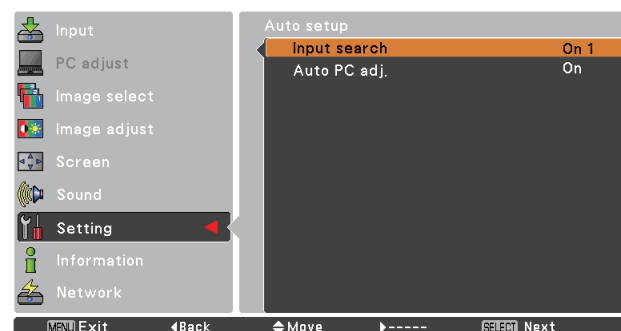 Input
PC adjust
Image select
Image adjust
Screen
Sound
Setting
Information
Network
Auto setup
Input search On 1
Auto PC adj. On
MENU Exit Back Move ----- SELECT Next